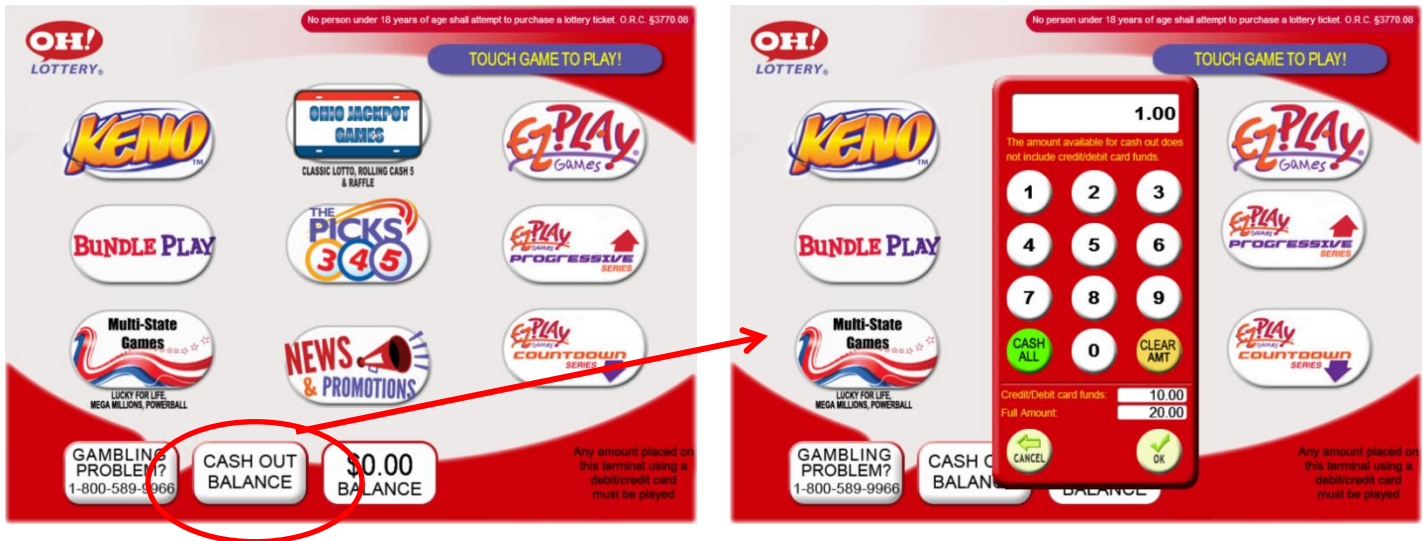 No person under 18 years of age shall attempt to purchase a lottery ticket. O.R.C. §3770.08
OH!
LOTTERY®
TOUCH GAME TO PLAY!
KENO™
OHIO JACKPOT
GAMES
CLASSIC LOTTO, ROLLING CASH 5
& RAFFLE
EZPLAY
GAMES
BUNDLE PLAY
THE
PICKS
345
EZPLAY
GAMES
PROGRESSIVE
SERIES
Multi-State
Games
LUCKY FOR LIFE,
MEGA MILLIONS, POWERBALL
NEWS
& PROMOTIONS
EZPLAY
GAMES
COUNTDOWN
SERIES
GAMBLING
PROBLEM?
1-800-589-9966
CASH OUT
BALANCE
$0.00
BALANCE
Any amount placed on
this terminal using a
debit/credit card
must be played
No person under 18 years of age shall attempt to purchase a lottery ticket. O.R.C. §3770.08
OH!
LOTTERY®
TOUCH GAME TO PLAY!
KENO™
BUNDLE PLAY
Multi-State
Games
LUCKY FOR LIFE,
MEGA MILLIONS, POWERBALL
1.00
The amount available for cash out does
not include credit/debit card funds.
1 2 3
4 5 6
7 8 9
CASH
ALL
0
CLEAR
AMT
Credit/Debit card funds: 10.00
Full Amount: 20.00
CANCEL
OK
EZPLAY
GAMES
EZPLAY
GAMES
PROGRESSIVE
SERIES
EZPLAY
GAMES
COUNTDOWN
SERIES
GAMBLING
PROBLEM?
1-800-589-9966
CASH O
BALAN
BALANCE
Any amount placed on
this terminal using a
debit/credit card
must be played